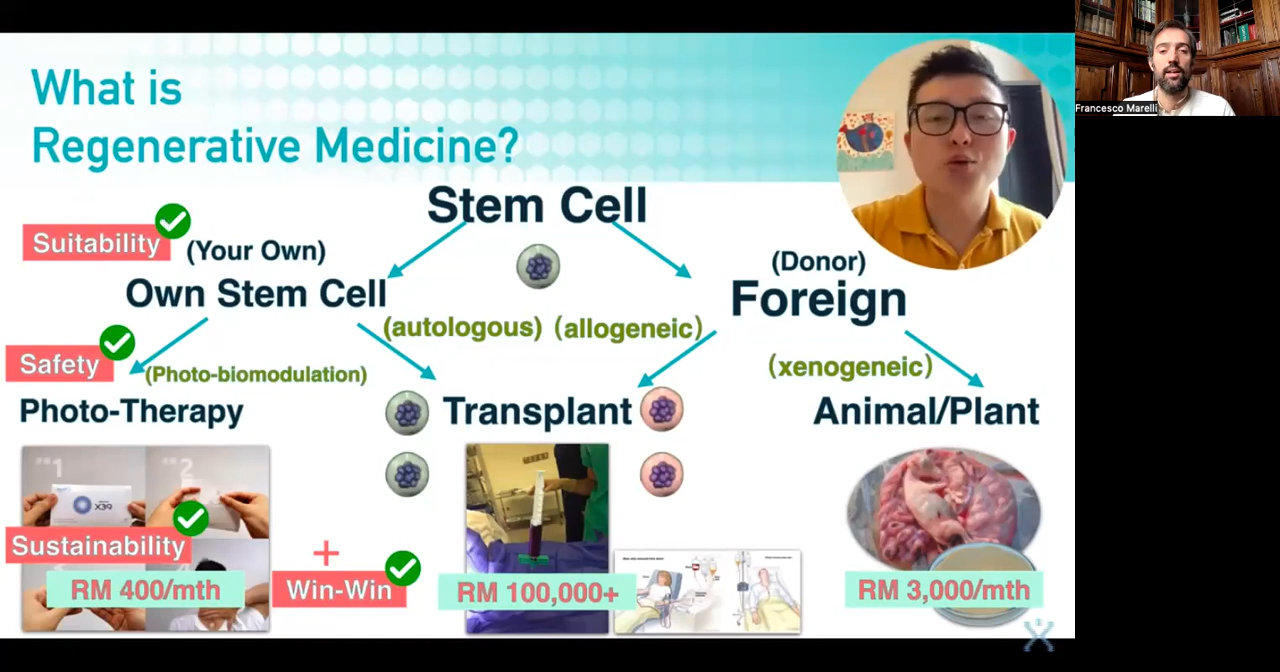 What is
Regenerative Medicine?
Francesco Marelli
Stem Cell
Suitability
(Your Own)
Own Stem Cell
(Donor)
Foreign
(autologous) (allogeneic)
Safety
(Photo-biomodulation)
(xenogeneic)
Photo-Therapy
Transplant
Animal/Plant
1
2
X39
Sustainability
RM 400/mth
+
Win-Win
RM 100,000+
RM 3,000/mth